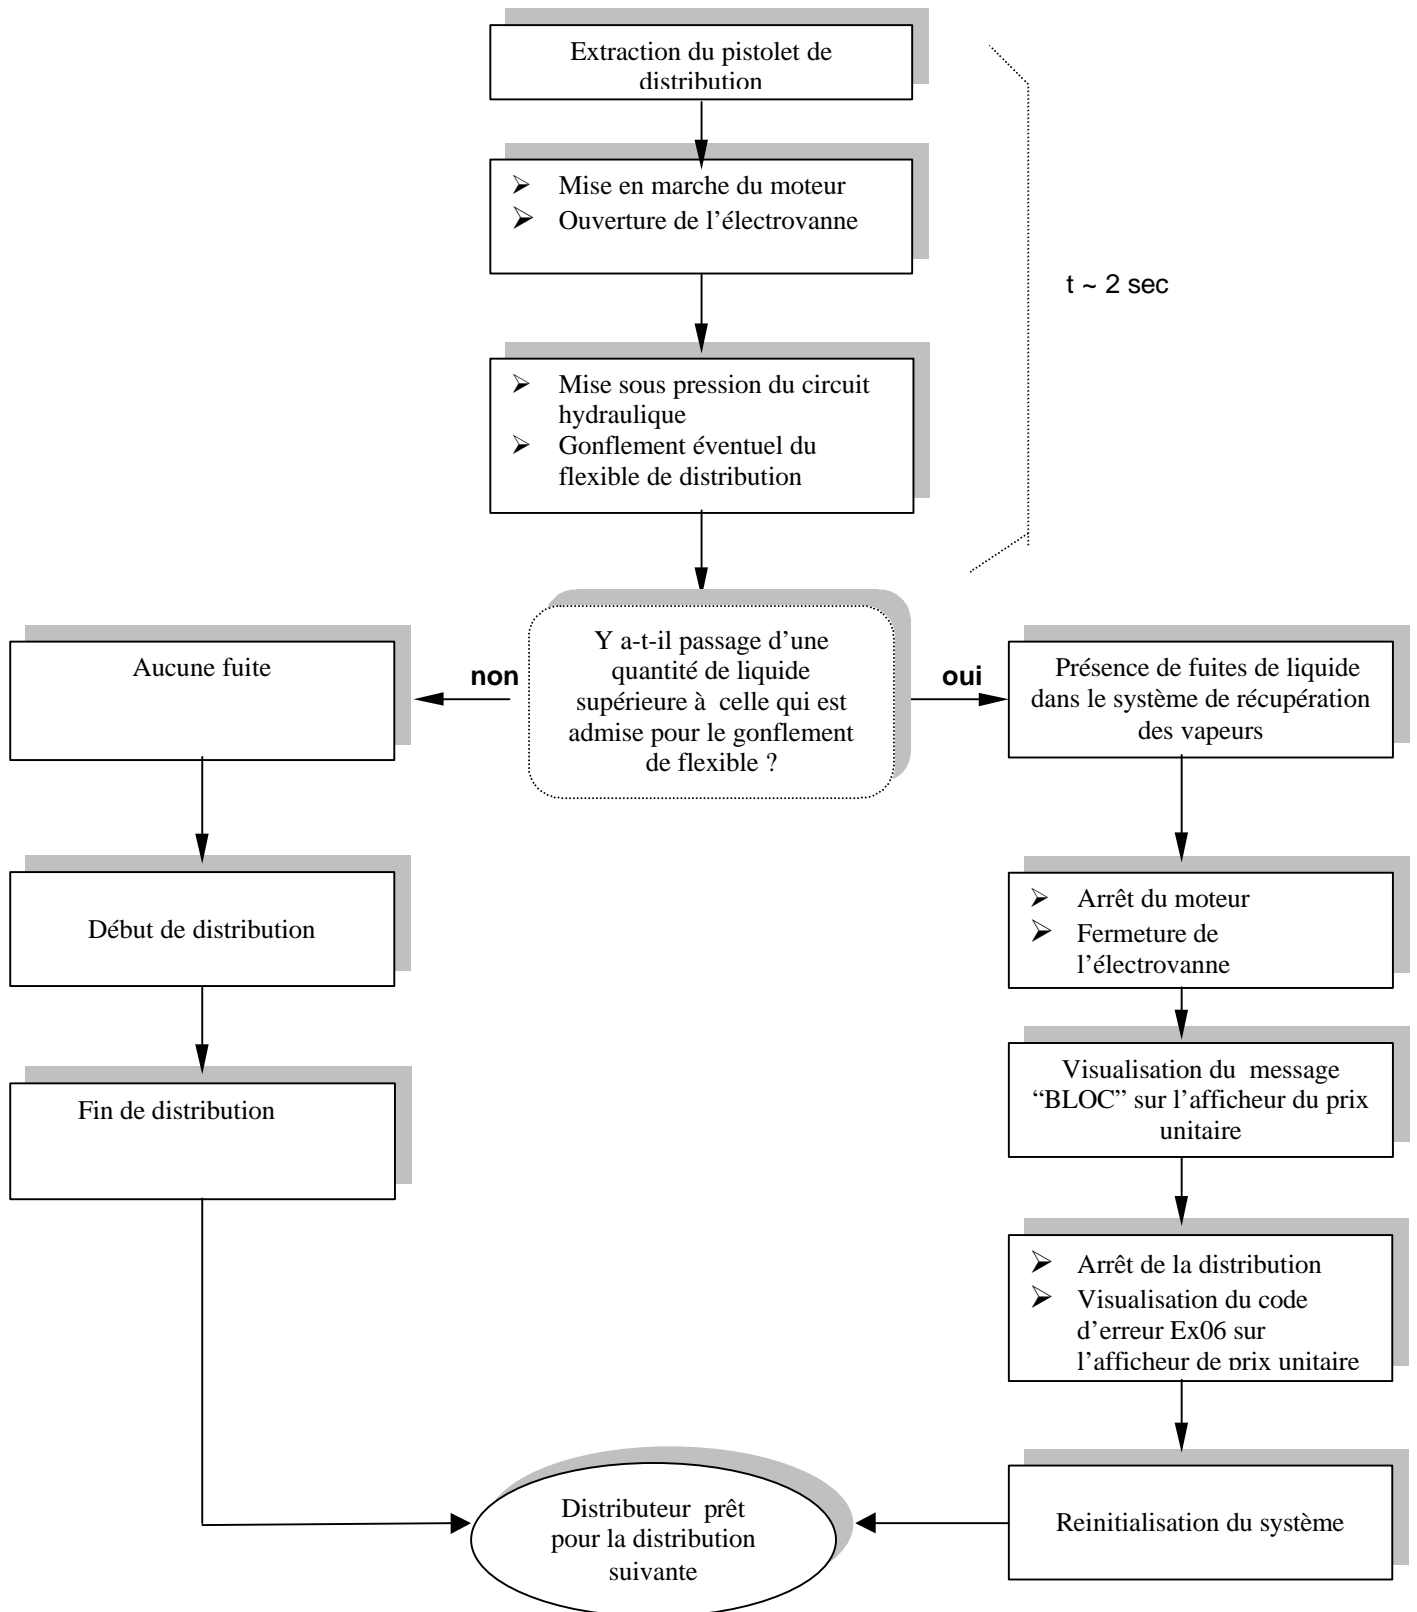 Extraction du pistolet de
distribution
➢ Mise en marche du moteur
➢ Ouverture de l’électrovanne
t ~ 2 sec
➢ Mise sous pression du circuit
hydraulique
➢ Gonflement éventuel du
flexible de distribution
Y a-t-il passage d’une
quantité de liquide
supérieure à celle qui est
admise pour le gonflement
de flexible ?
non
oui
Aucune fuite
Début de distribution
Fin de distribution
Présence de fuites de liquide
dans le système de récupération
des vapeurs
➢ Arrêt du moteur
➢ Fermeture de
l’électrovanne
Visualisation du message
“BLOC” sur l’afficheur du prix
unitaire
➢ Arrêt de la distribution
➢ Visualisation du code
d’erreur Ex06 sur
l’afficheur de prix unitaire
Reinitialisation du système
Distributeur prêt
pour la distribution
suivante